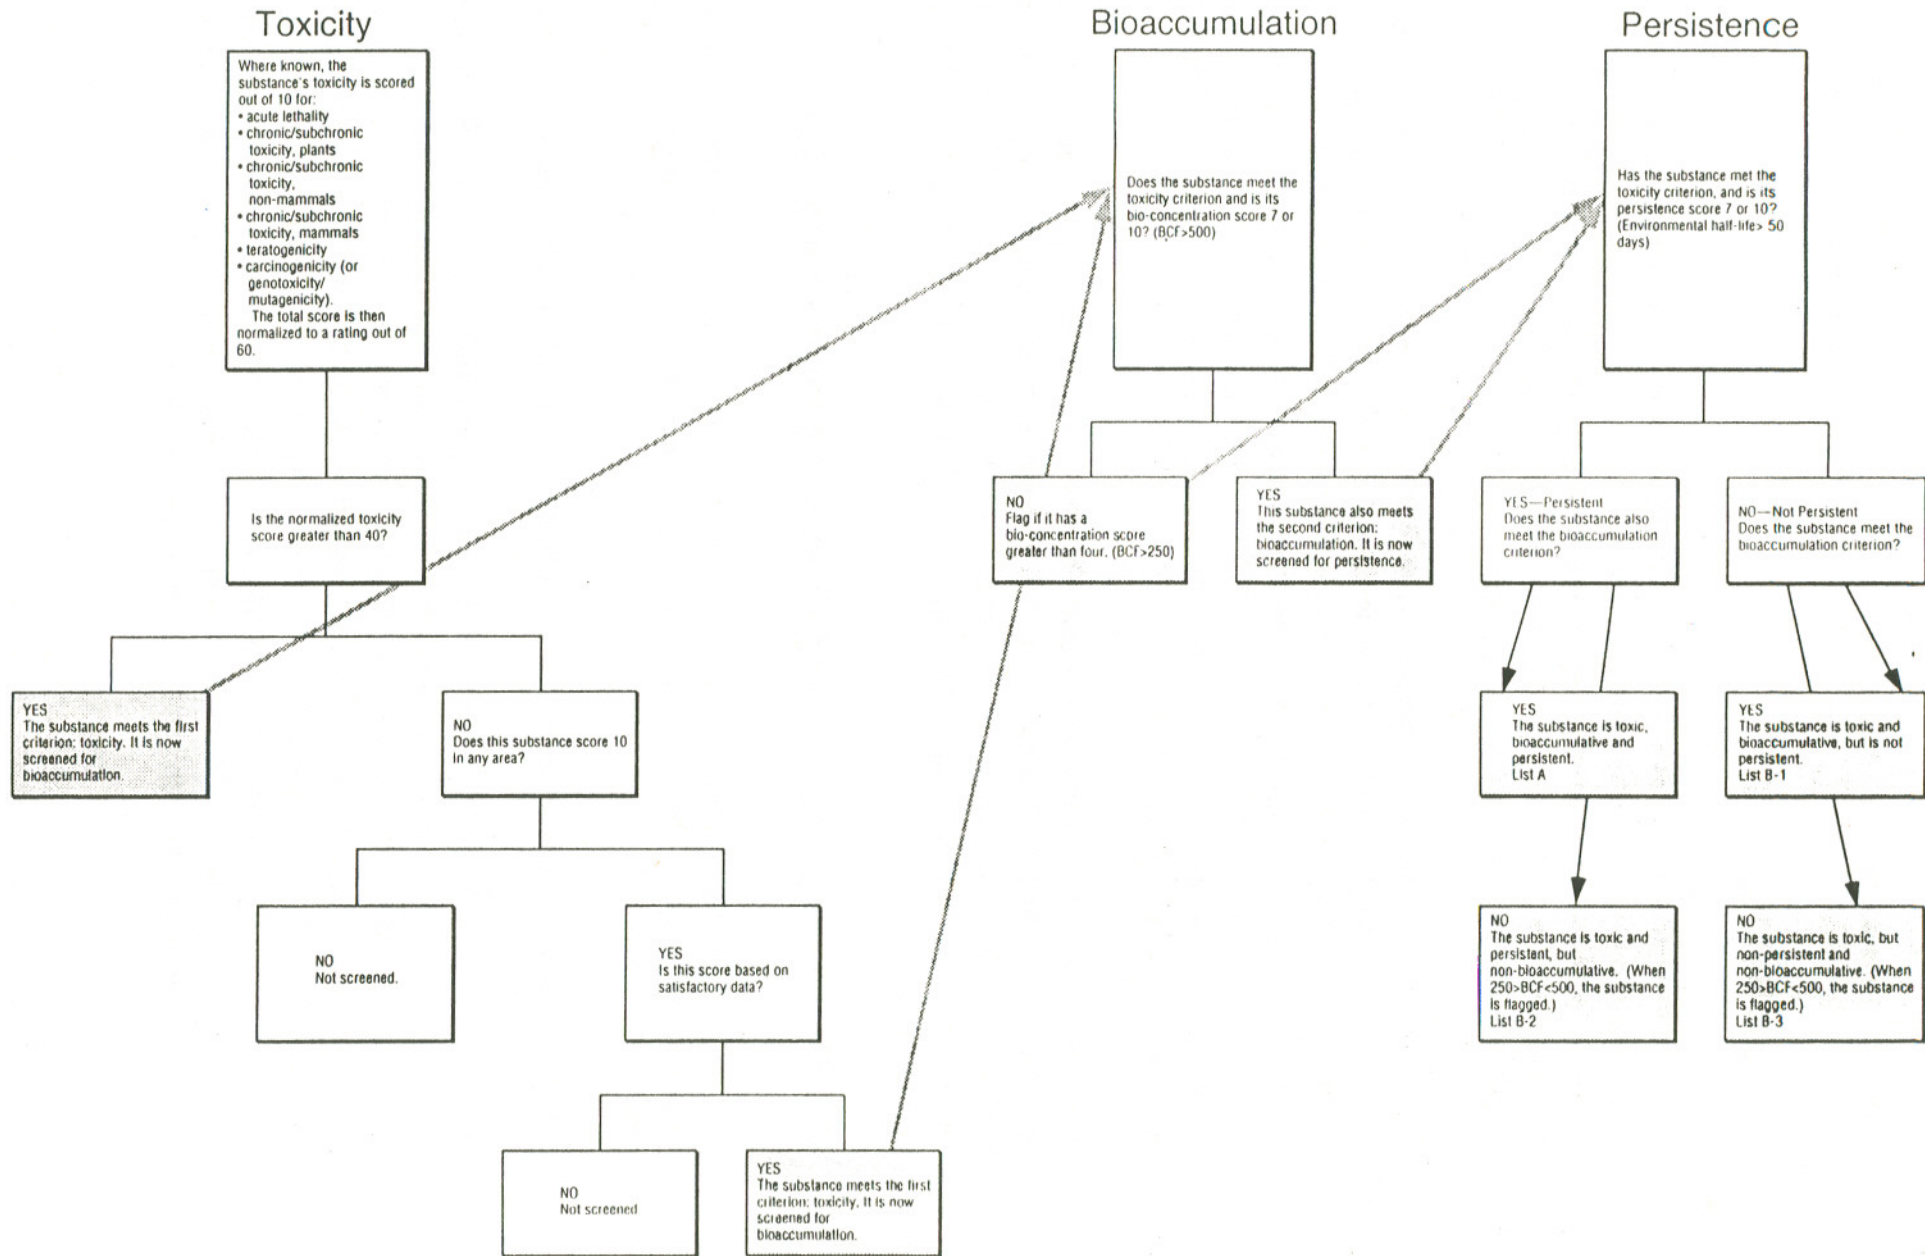 Toxicity
Where known, the
substance's toxicity is scored
out of 10 for:
• acute lethality
• chronic/subchronic
toxicity, plants
• chronic/subchronic
toxicity,
non-mammals
• chronic/subchronic
toxicity, mammals
• teratogenicity
• carcinogenicity (or
genotoxicity/
mutagenicity).
The total score is then
normalized to a rating out of
60.
Is the normalized toxicity
score greater than 40?
YES
The substance meets the first
criterion: toxicity. It is now
screened for
bioaccumulation.
NO
Does this substance score 10
In any area?
NO
Not screened.
YES
Is this score based on
satisfactory data?
NO
Not screened
YES
The substance meets the first
criterion: toxicity. It is now
screened for
bioaccumulation.
Bioaccumulation
Does the substance meet the
toxicity criterion and is its
bio-concentration score 7 or
10? (BCF>500)
NO
Flag if it has a
bio-concentration score
greater than four. (BCF>250)
YES
This substance also meets
the second criterion:
bioaccumulation. It is now
screened for persistence.
Persistence
Has the substance met the
toxicity criterion, and is its
persistence score 7 or 10?
(Environmental half-life> 50
days)
YES—Persistent
Does the substance also
meet the bioaccumulation
criterion?
NO—Not Persistent
Does the substance meet the
bioaccumulation criterion?
YES
The substance is toxic,
bioaccumulative and
persistent.
List A
YES
The substance is toxic and
bioaccumulative, but is not
persistent.
List B-1
NO
The substance is toxic and
persistent, but
non-bioaccumulative. (When
250>BCF<500, the substance
is flagged.)
List B-2
NO
The substance is toxic, but
non-persistent and
non-bioaccumulative. (When
250>BCF<500, the substance
is flagged.)
List B-3